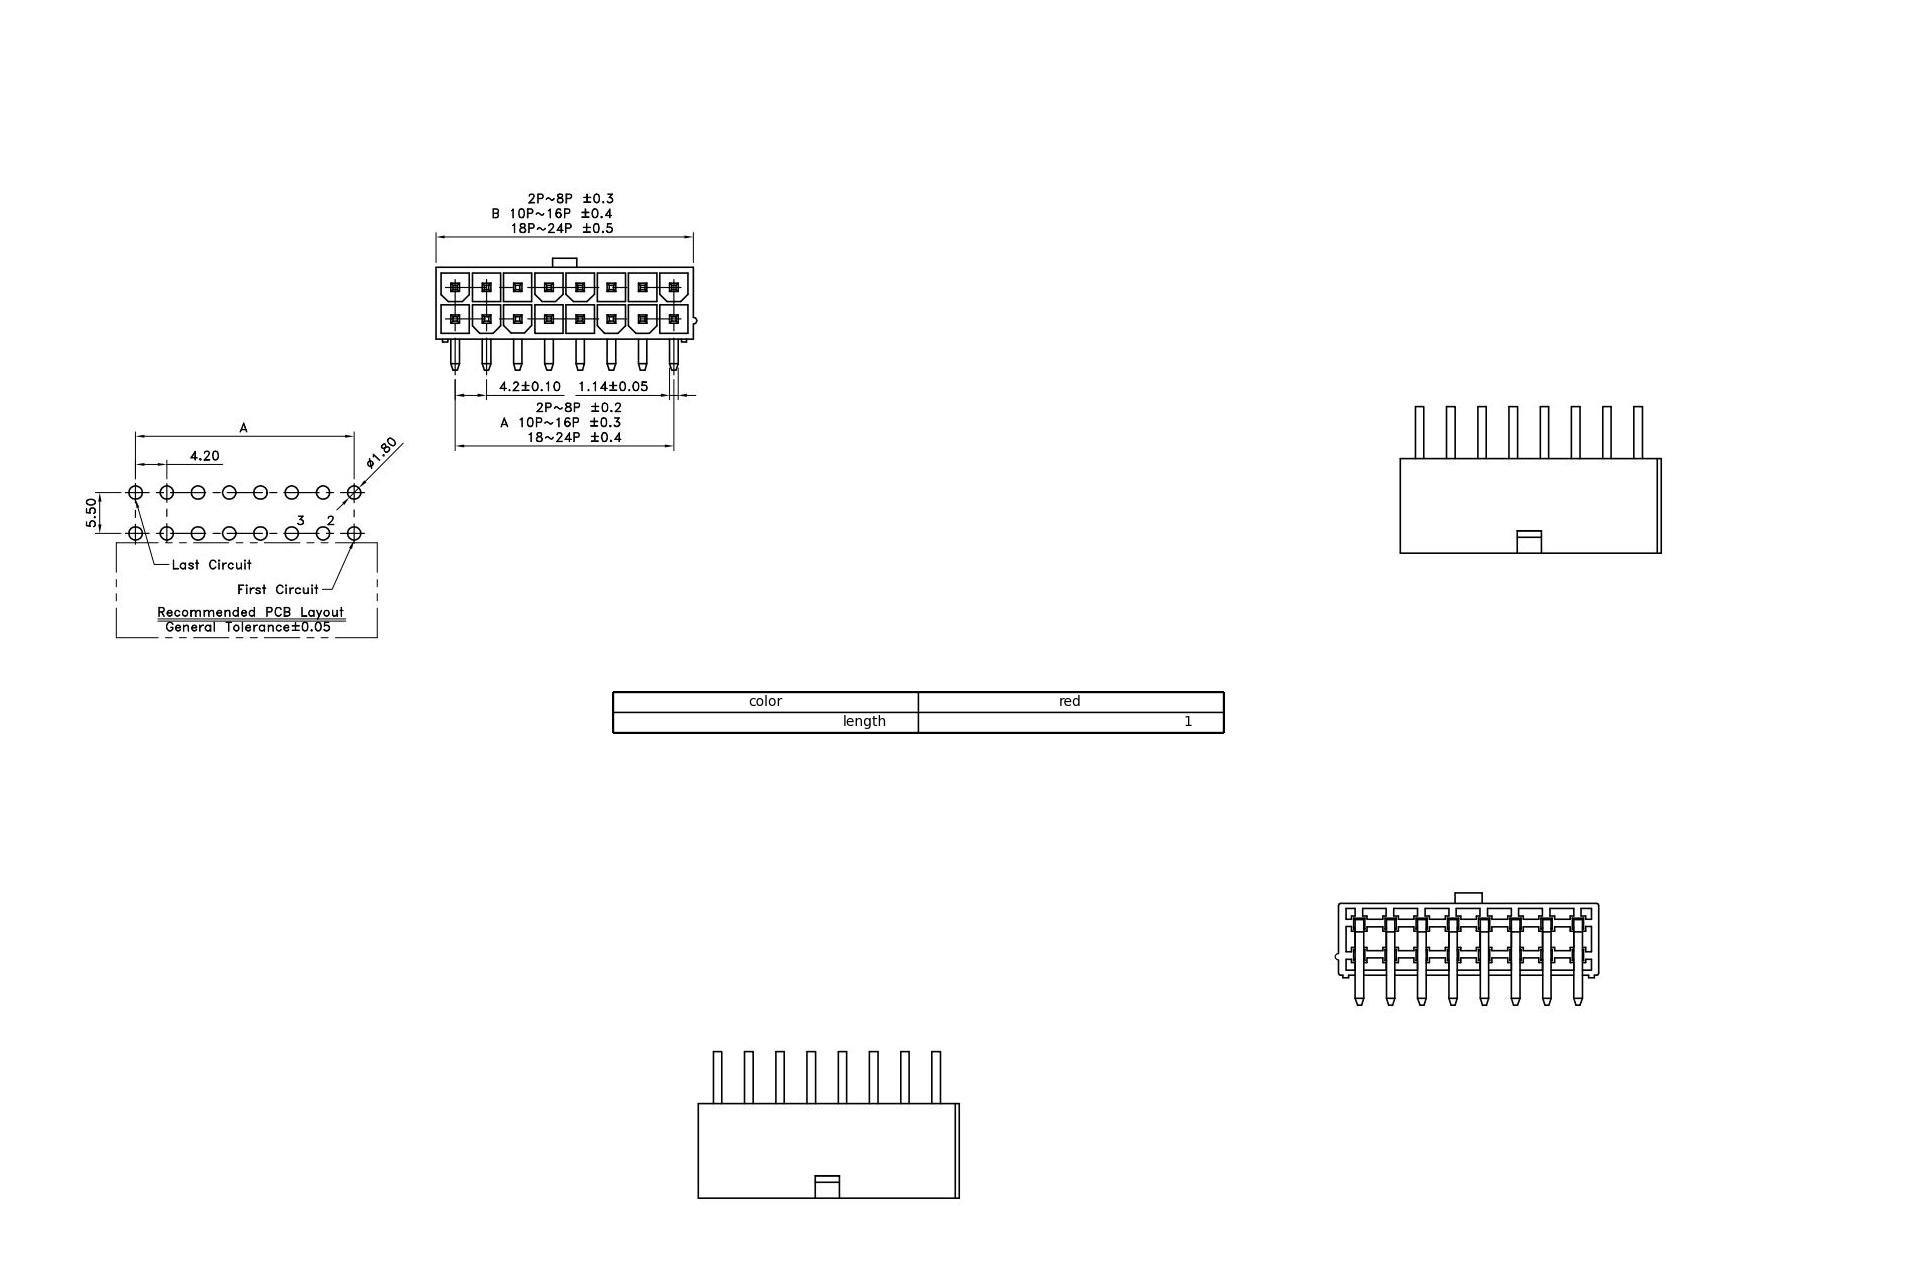 2P~8P ±0.3
B 10P~16P ±0.4
18P~24P ±0.5
4.2±0.10 1.14±0.05
2P~8P ±0.2
A 10P~16P ±0.3
18~24P ±0.4
A
4.20
ø1.80
5.50
3 2
Last Circuit
First Circuit
Recommended PCB Layout
General Tolerance±0.05
color red
length 1